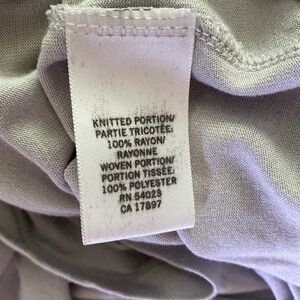 KNITTED PORTION/
PARTIE TRICOTÉE:
100% RAYON/
RAYONNE
WOVEN PORTION/
PORTION TISSÉE:
100% POLYESTER
RN 54023
CA 17897